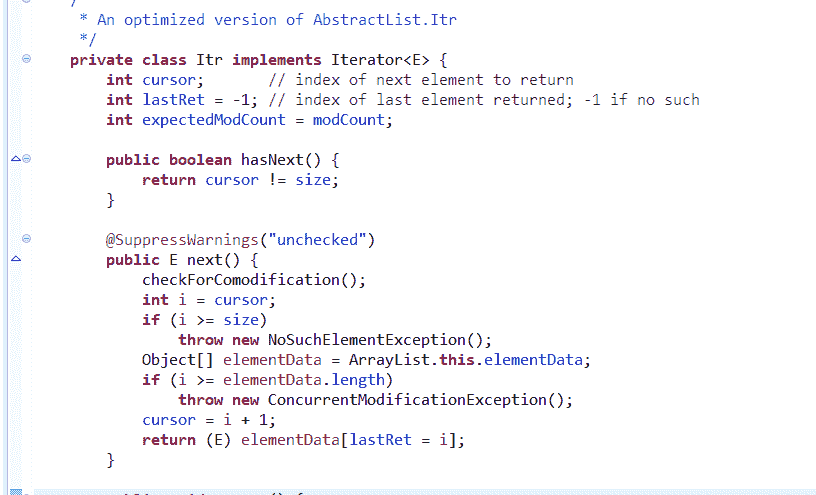 /
* An optimized version of AbstractList.Itr
*/
private class Itr implements Iterator<E> {
int cursor;       // index of next element to return
int lastRet = -1; // index of last element returned; -1 if no such
int expectedModCount = modCount;
public boolean hasNext() {
return cursor != size;
}
@SuppressWarnings("unchecked")
public E next() {
checkForComodification();
int i = cursor;
if (i >= size)
throw new NoSuchElementException();
Object[] elementData = ArrayList.this.elementData;
if (i >= elementData.length)
throw new ConcurrentModificationException();
cursor = i + 1;
return (E) elementData[lastRet = i];
}